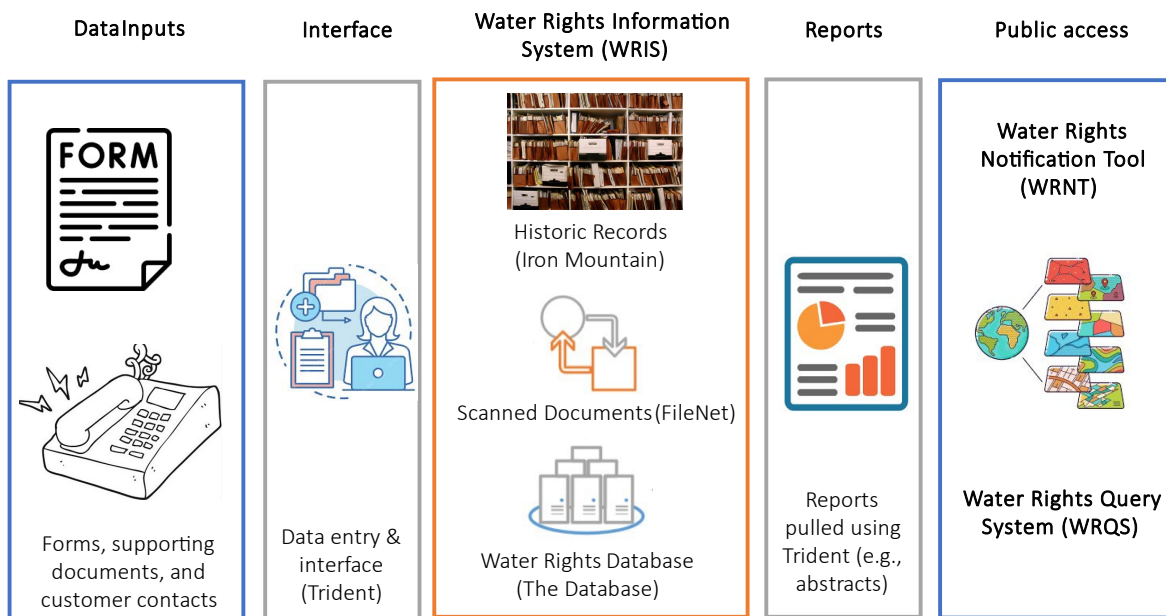 DataInputs
Interface
Water Rights Information
System (WRIS)
Reports
Public access
FORM
Forms, supporting
documents, and
customer contacts
Data entry &
interface
(Trident)
Historic Records
(Iron Mountain)
Scanned Documents (FileNet)
Water Rights Database
(The Database)
Reports
pulled using
Trident (e.g.,
abstracts)
Water Rights
Notification Tool
(WRNT)
Water Rights Query
System (WRQS)